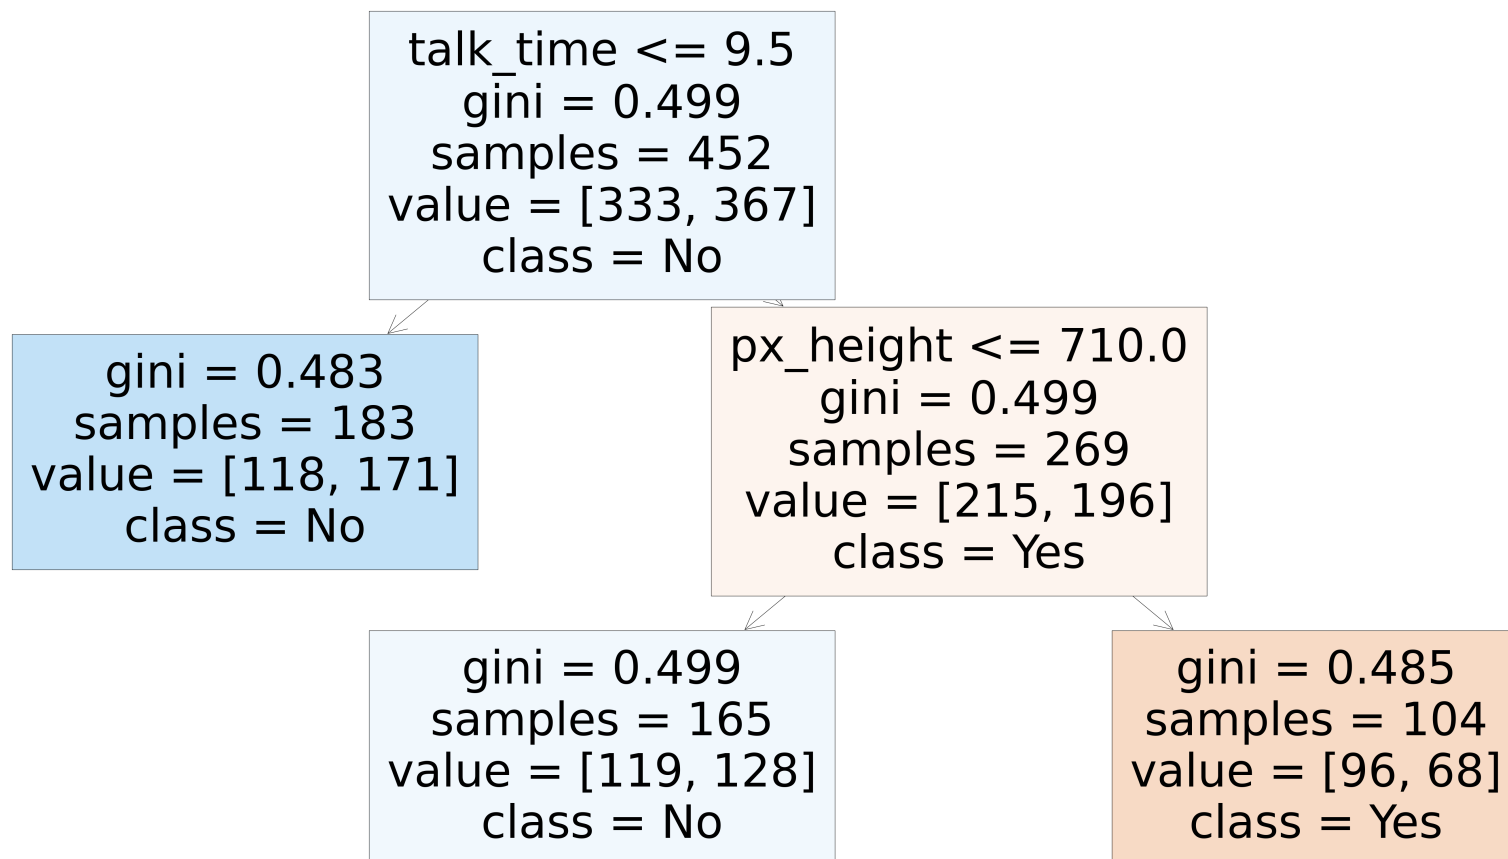 talk_time <= 9.5
gini = 0.499
samples = 452
value = [333, 367]
class = No
gini = 0.483
samples = 183
value = [118, 171]
class = No
px_height <= 710.0
gini = 0.499
samples = 269
value = [215, 196]
class = Yes
gini = 0.499
samples = 165
value = [119, 128]
class = No
gini = 0.485
samples = 104
value = [96, 68]
class = Yes